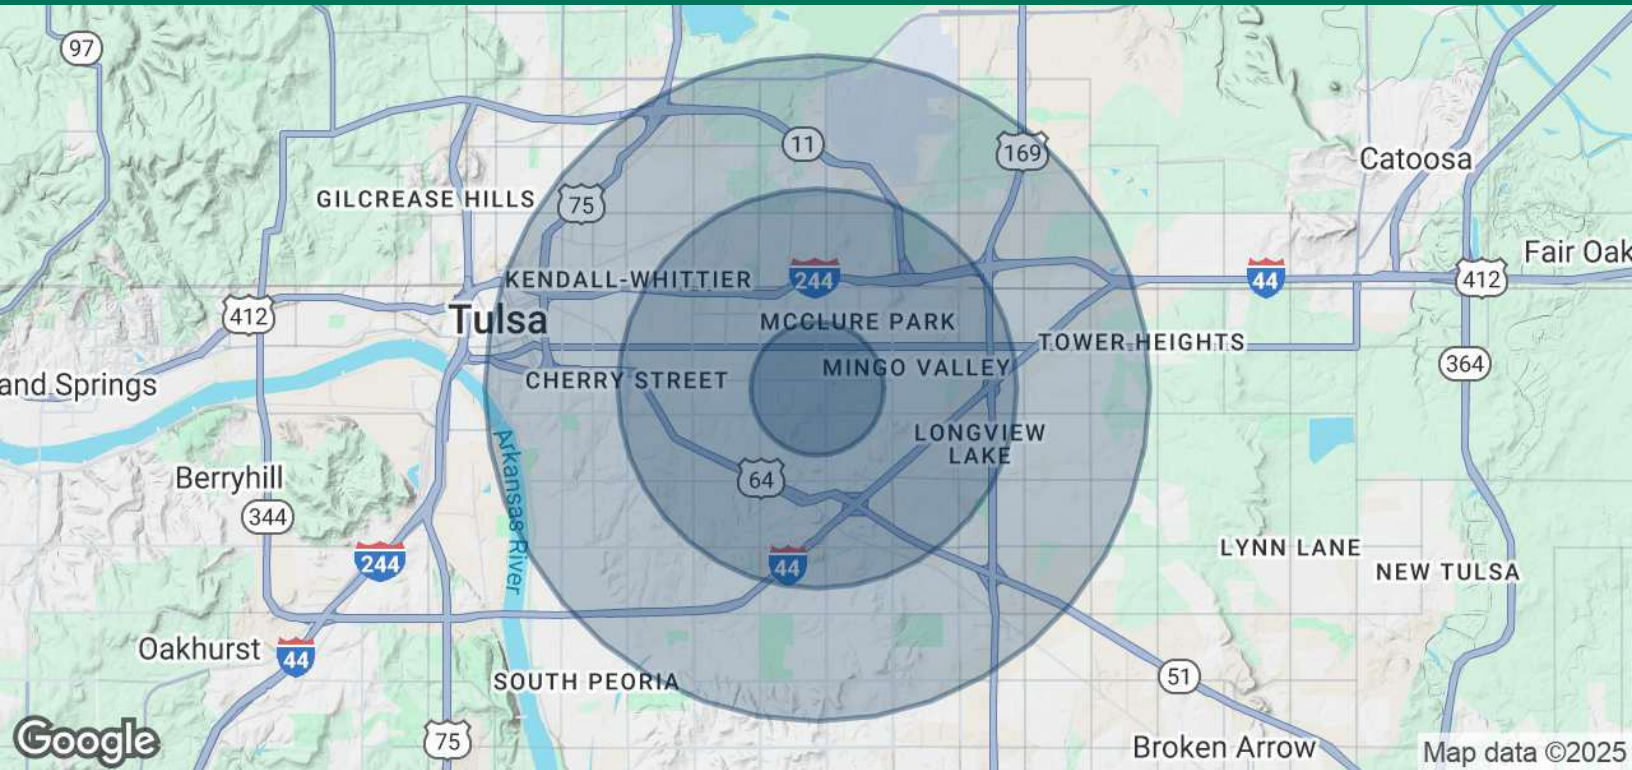 97
11
169
Catoosa
GILCREASE HILLS
75
Fair Oak
KENDALL-WHITTIER
244
44
412
412
Tulsa
MCCLURE PARK
TOWER HEIGHTS
364
and Springs
CHERRY STREET
MINGO VALLEY
LONGVIEW
LAKE
Arkansas River
Berryhill
64
344
244
44
LYNN LANE
NEW TULSA
Oakhurst
44
SOUTH PEORIA
51
Google
75
Broken Arrow
Map data ©2025